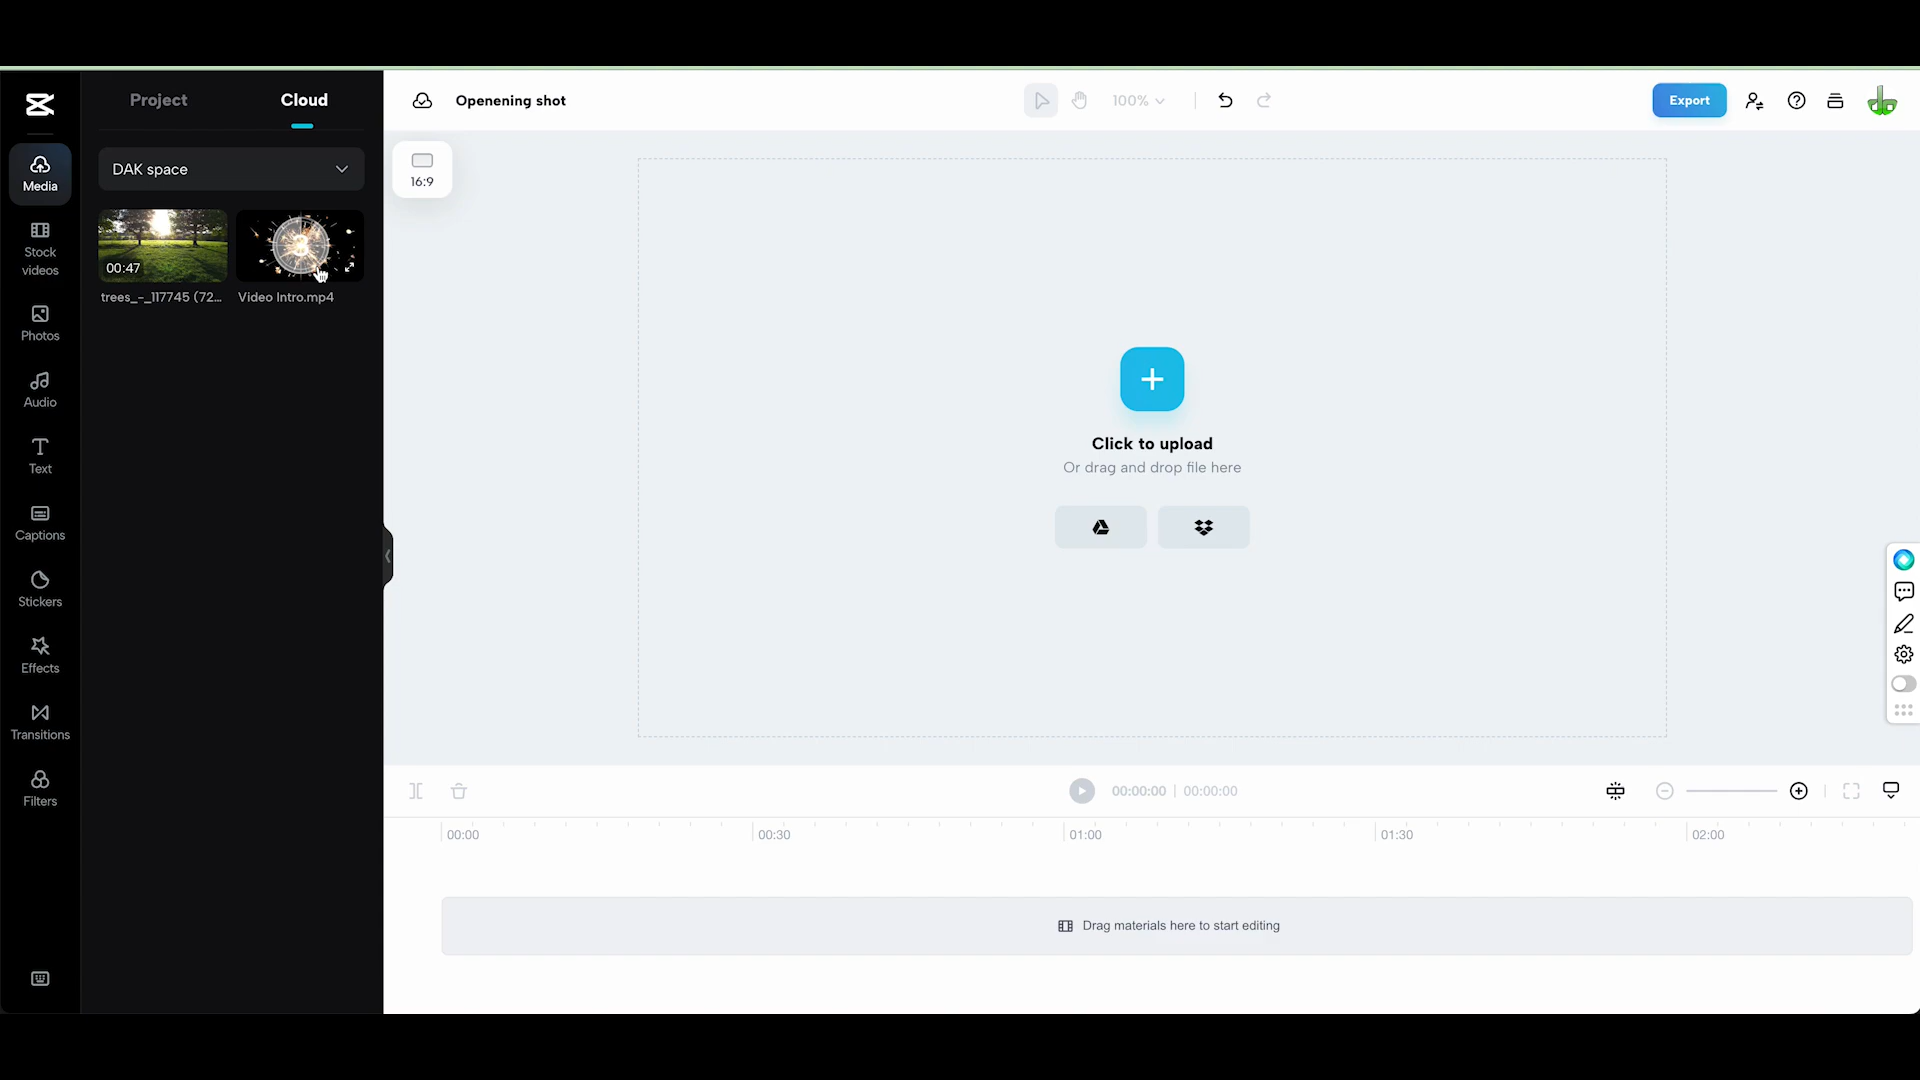 Project
Cloud
Openening shot
100%
Export
Media
DAK space
16:9
Stock
videos
00:47
trees_-_117745 (72...
Video Intro.mp4
Photos
Audio
Text
Captions
Stickers
Effects
Transitions
Filters
Click to upload
Or drag and drop file here
00:00:00 | 00:00:00
00:00
00:30
01:00
01:30
02:00
Drag materials here to start editing